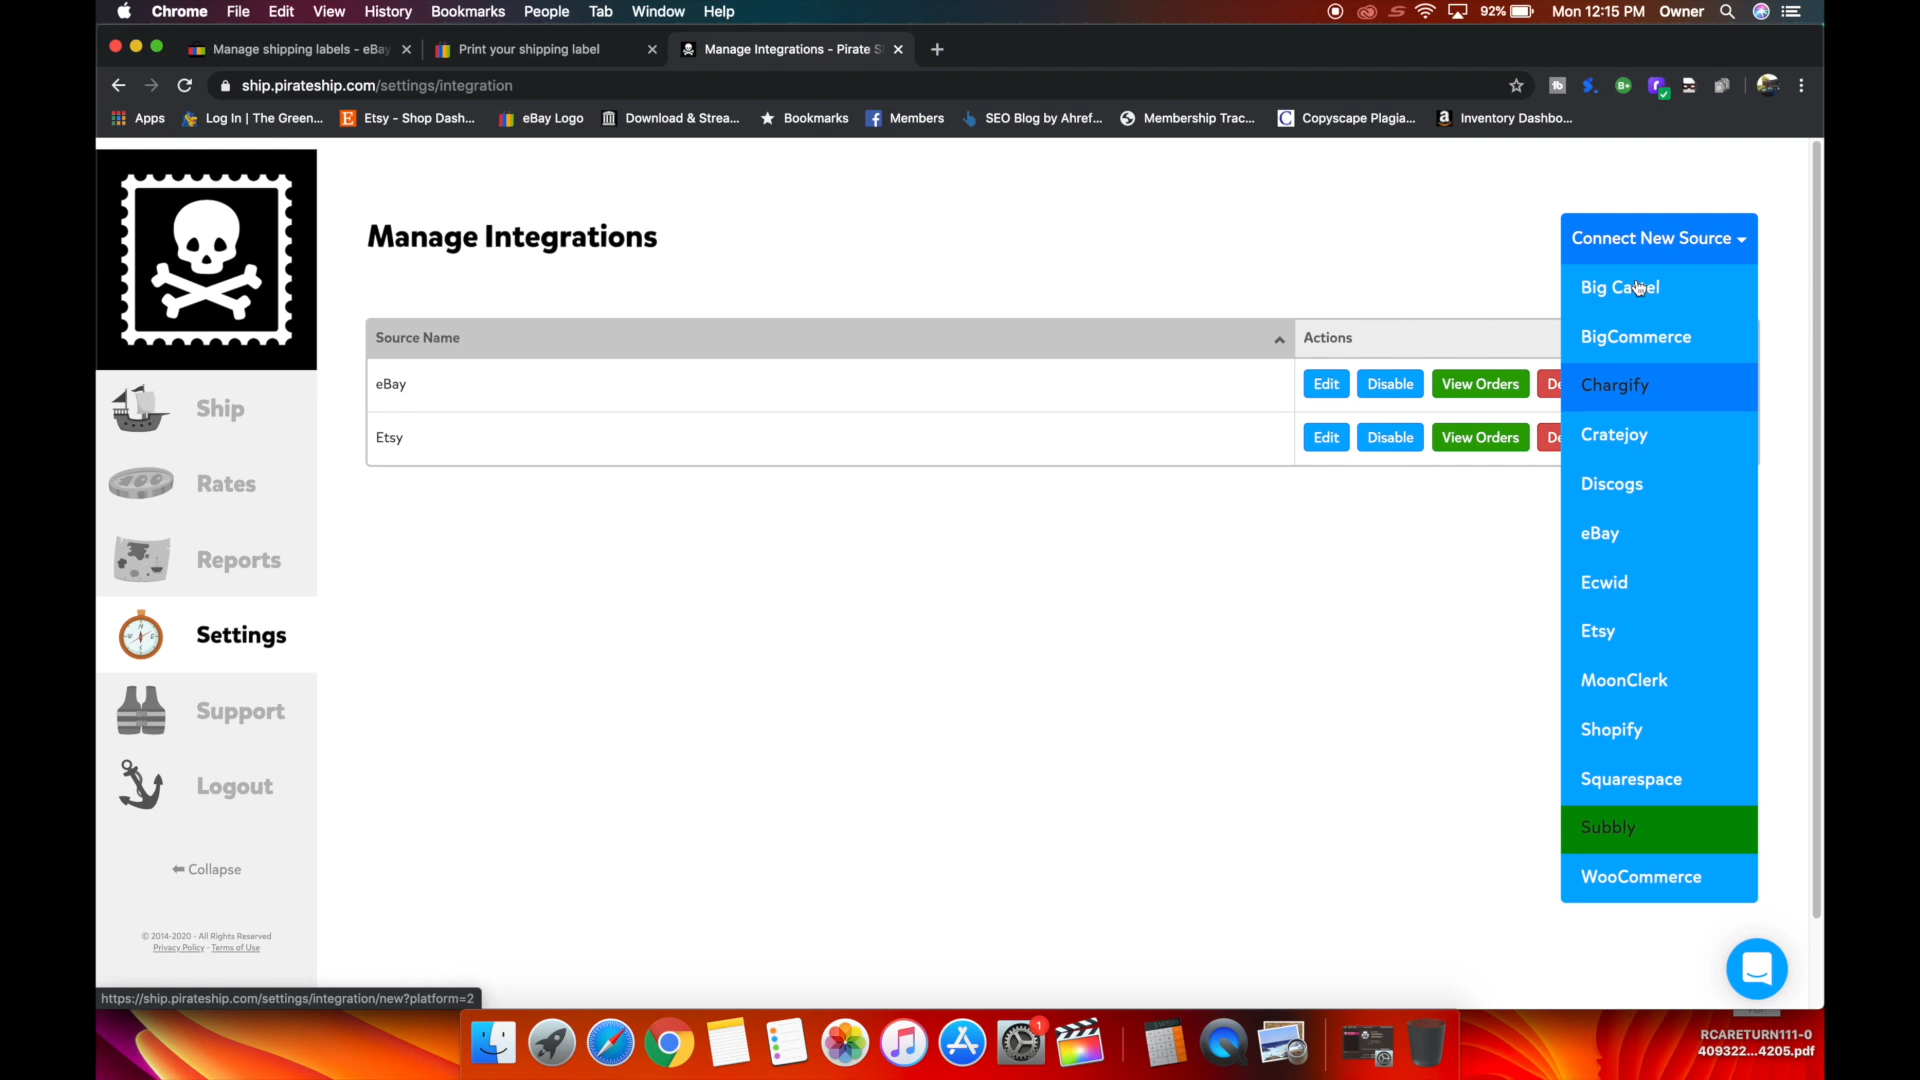 Chrome File Edit View History Bookmarks People Tab Window Help 92% Mon 12:15 PM Owner
Manage shipping labels - eBay Print your shipping label Manage Integrations - Pirate S
ship.pirateship.com/settings/integration
Apps Log In | The Green... Etsy - Shop Dash... eBay Logo Download & Strea... Bookmarks Members SEO Blog by Ahref... Membership Trac... Copyscape Plagia... Inventory Dashbo...
Manage Integrations
Connect New Source
Big Cartel
BigCommerce
Chargify
Cratejoy
Discogs
eBay
Ecwid
Etsy
MoonClerk
Shopify
Squarespace
Subbly
WooCommerce
Source Name Actions
eBay Edit Disable View Orders De
Etsy Edit Disable View Orders De
Ship
Rates
Reports
Settings
Support
Logout
Collapse
© 2014-2020 - All Rights Reserved
Privacy Policy - Terms of Use
https://ship.pirateship.com/settings/integration/new?platform=2
1
RCARETURN111-0
409322...4205.pdf